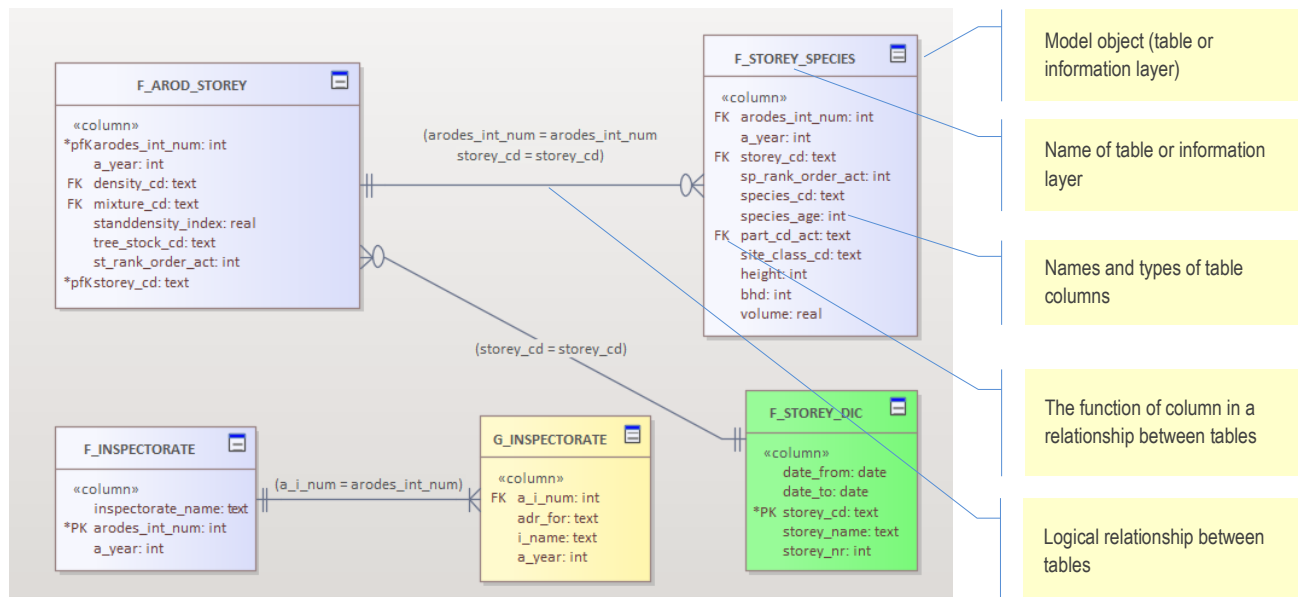 F_AROD_STOREY
«column»
*pfKarodes_int_num: int
a_year: int
FK density_cd: text
FK mixture_cd: text
standdensity_index: real
tree_stock_cd: text
st_rank_order_act: int
*pfKstorey_cd: text
(arodes_int_num = arodes_int_num
storey_cd = storey_cd)
F_STOREY_SPECIES
«column»
FK arodes_int_num: int
a_year: int
FK storey_cd: text
sp_rank_order_act: int
species_cd: text
species_age: int
FK part_cd_act: text
site_class_cd: text
height: int
bhd: int
volume: real
(storey_cd = storey_cd)
F_INSPECTORATE
«column»
inspectorate_name: text
*PK arodes_int_num: int
a_year: int
(a_i_num = arodes_int_num)
G_INSPECTORATE
«column»
FK a_i_num: int
adr_for: text
i_name: text
a_year: int
F_STOREY_DIC
«column»
date_from: date
date_to: date
*PK storey_cd: text
storey_name: text
storey_nr: int
Model object (table or
information layer)
Name of table or information
layer
Names and types of table
columns
The function of column in a
relationship between tables
Logical relationship between
tables